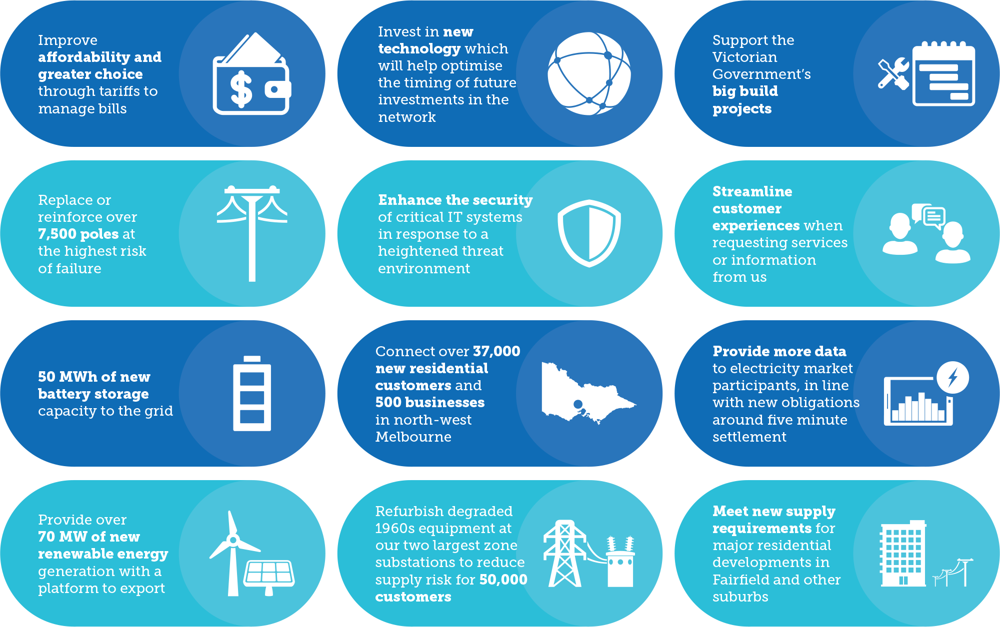 Improve
affordability and
greater choice
through tariffs to
manage bills
Invest in new
technology which
will help optimise
the timing of future
investments in the
network
Support the
Victorian
Government’s
big build
projects
Replace or
reinforce over
7,500 poles at
the highest risk
of failure
Enhance the security
of critical IT systems
in response to a
heightened threat
environment
Streamline
customer
experiences when
requesting services
or information
from us
50 MWh of new
battery storage
capacity to the grid
Connect over 37,000
new residential
customers and
500 businesses
in north-west
Melbourne
Provide more data
to electricity market
participants, in line
with new obligations
around five minute
settlement
Provide over
70 MW of new
renewable energy
generation with a
platform to export
Refurbish degraded
1960s equipment at
our two largest zone
substations to reduce
supply risk for 50,000
customers
Meet new supply
requirements for
major residential
developments in
Fairfield and other
suburbs